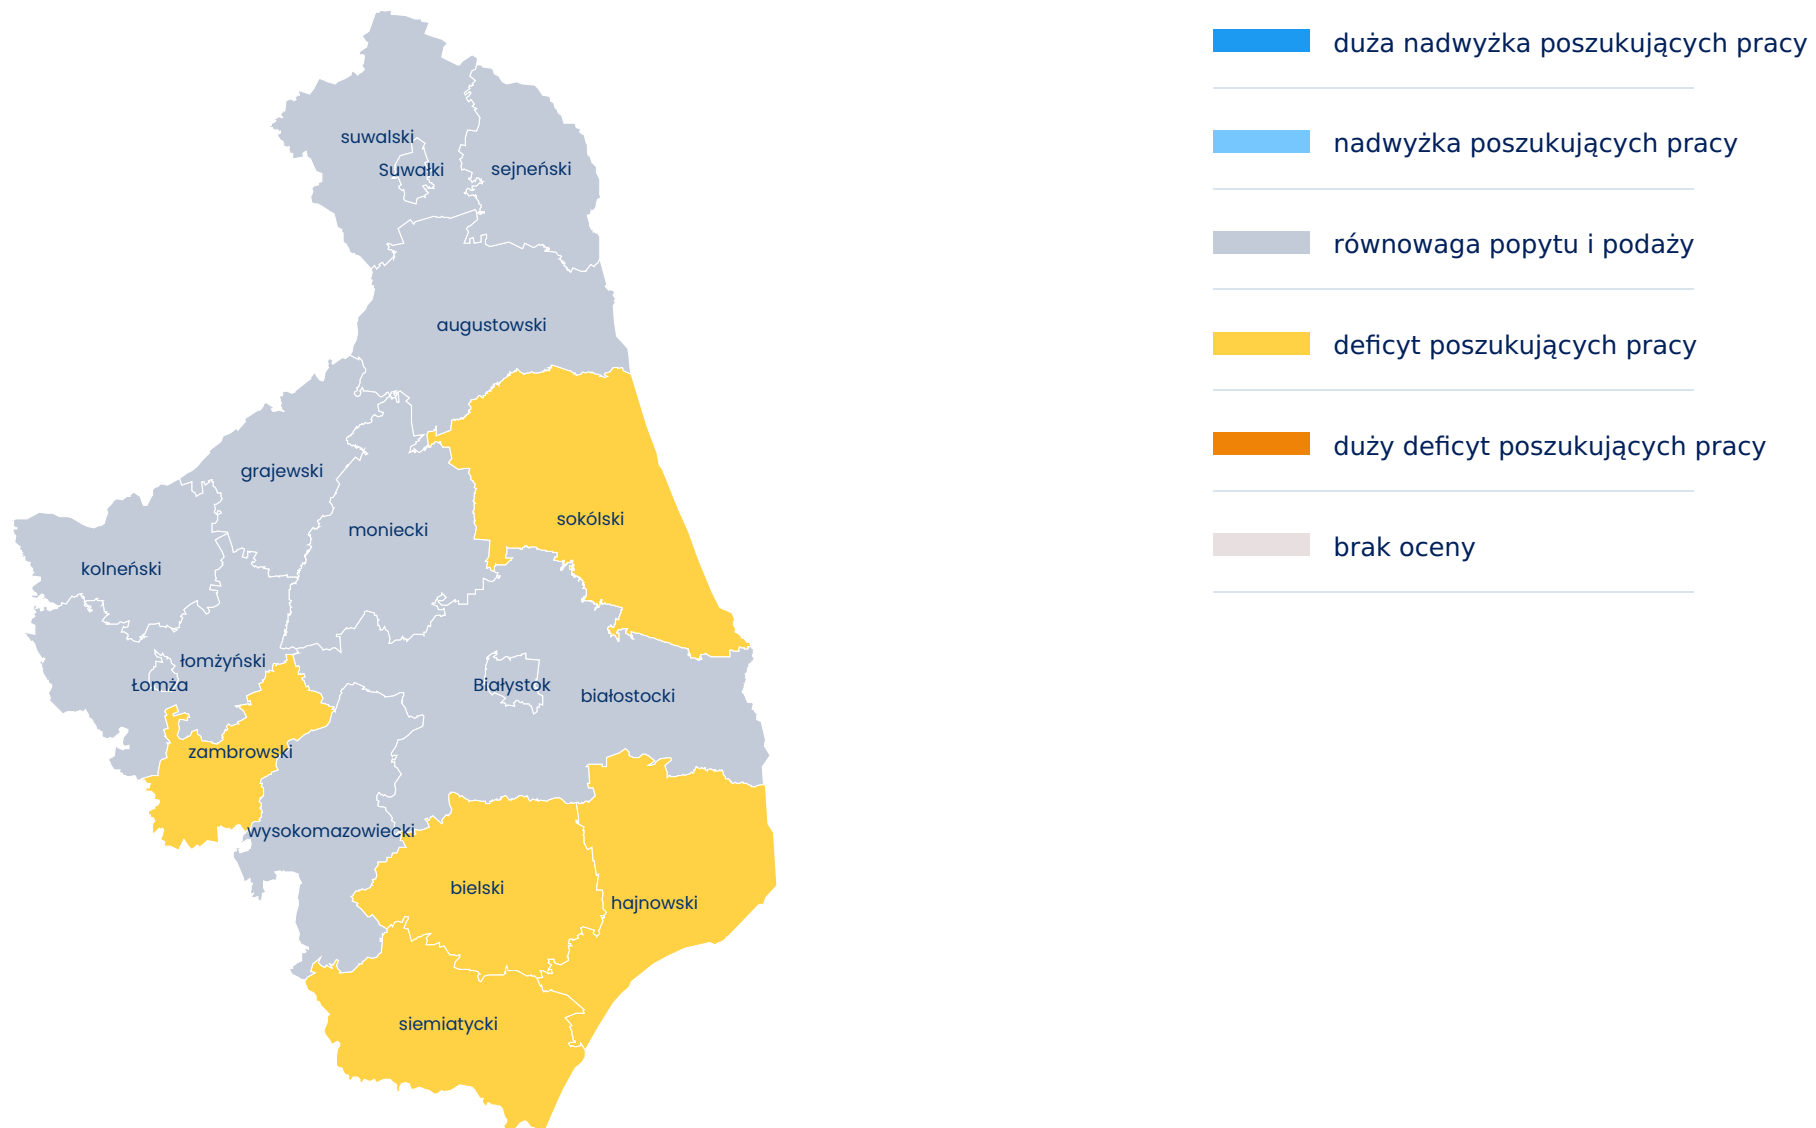 suwalski
Suwałki
sejneński
augustowski
grajewski
sokólski
moniecki
kolneński
łomżyński
Łomża
Białystok
białostocki
zambrowski
wysokomazowiecki
bielski
hajnowski
siemiatycki
duża nadwyżka poszukujących pracy
nadwyżka poszukujących pracy
równowaga popytu i podaży
deficyt poszukujących pracy
duży deficyt poszukujących pracy
brak oceny